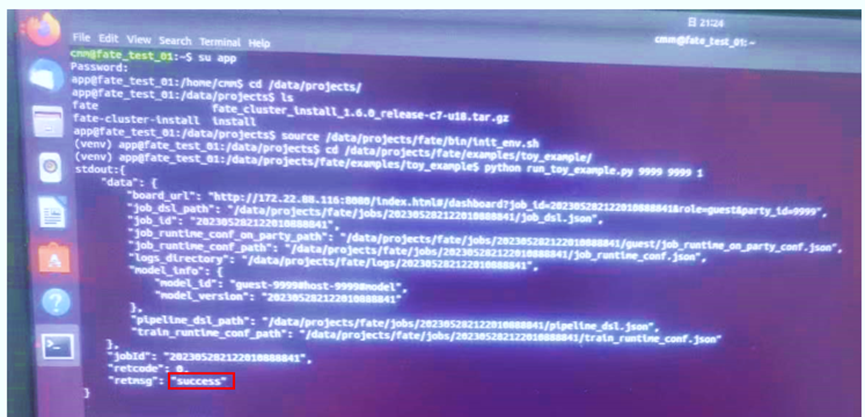 日 21:24
cmm@fate_test_01: ~
File Edit View Search Terminal Help
cmm@fate_test_01:~$ su app
Password:
app@fate_test_01:/home/cmm$ cd /data/projects/
app@fate_test_01:/data/projects$ ls
fate fate_cluster_install_1.6.0_release-c7-u18.tar.gz
fate-cluster-install install
app@fate_test_01:/data/projects$ source /data/projects/fate/bin/init_env.sh
(venv) app@fate_test_01:/data/projects$ cd /data/projects/fate/examples/toy_example/
(venv) app@fate_test_01:/data/projects/fate/examples/toy_example$ python run_toy_example.py 9999 9999 1
stdout:{
"data": {
"board_url": "http://172.22.88.116:8080/index.html#/dashboard?job_id=202305282122010888841&role=guest&party_id=9999",
"job_dsl_path": "/data/projects/fate/jobs/202305282122010888841/job_dsl.json",
"job_id": "202305282122010888841",
"job_runtime_conf_on_party_path": "/data/projects/fate/jobs/202305282122010888841/guest/job_runtime_on_party_conf.json",
"job_runtime_conf_path": "/data/projects/fate/jobs/202305282122010888841/job_runtime_conf.json",
"logs_directory": "/data/projects/fate/logs/202305282122010888841",
"model_info": {
"model_id": "guest-9999#host-9999#model",
"model_version": "202305282122010888841"
},
"pipeline_dsl_path": "/data/projects/fate/jobs/202305282122010888841/pipeline_dsl.json",
"train_runtime_conf_path": "/data/projects/fate/jobs/202305282122010888841/train_runtime_conf.json"
},
"jobId": "202305282122010888841",
"retcode": 0,
"retmsg": "success"
}